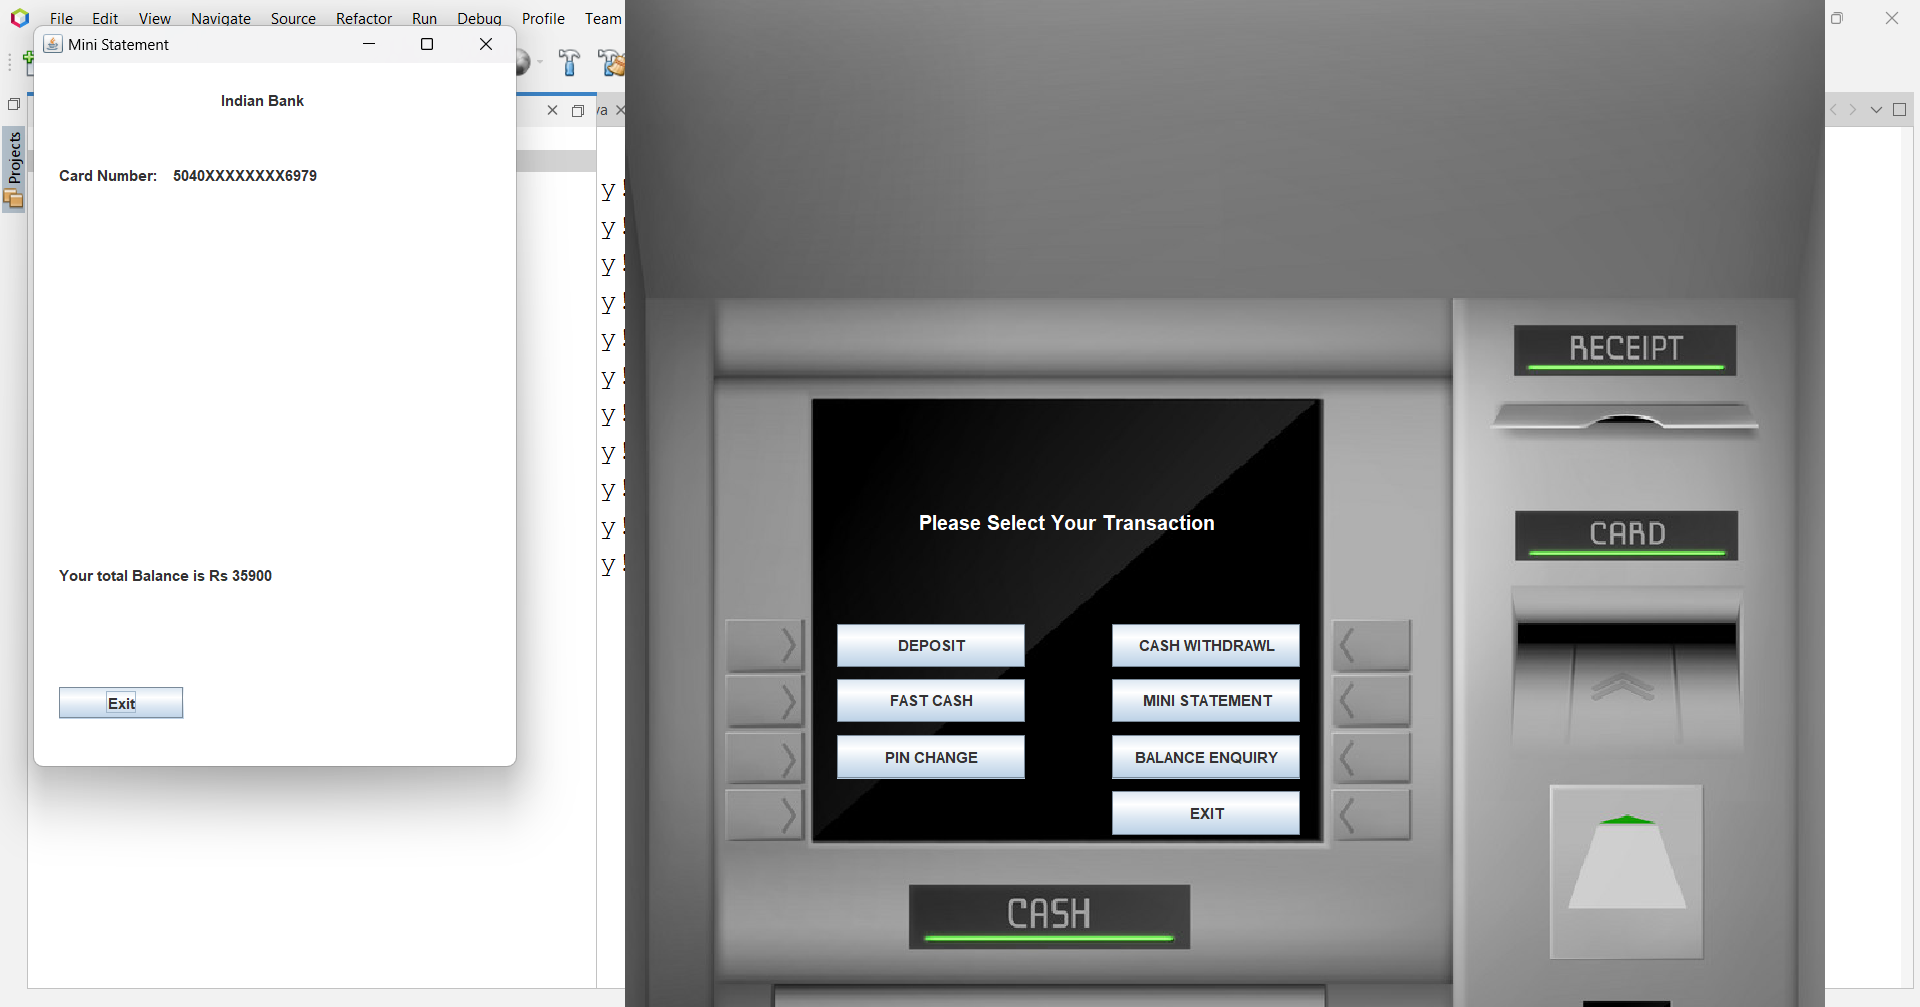 File Edit View Navigate Source Refactor Run Debug Profile Team
Mini Statement
Indian Bank
Card Number: 5040XXXXXXXX6979
Your total Balance is Rs 35900
Exit
Projects
va
y!
y!
y!
y!
y!
y!
y!
y!
y!
y!
y!
Please Select Your Transaction
DEPOSIT CASH WITHDRAWL
FAST CASH MINI STATEMENT
PIN CHANGE BALANCE ENQUIRY
EXIT
CASH
RECEIPT
CARD